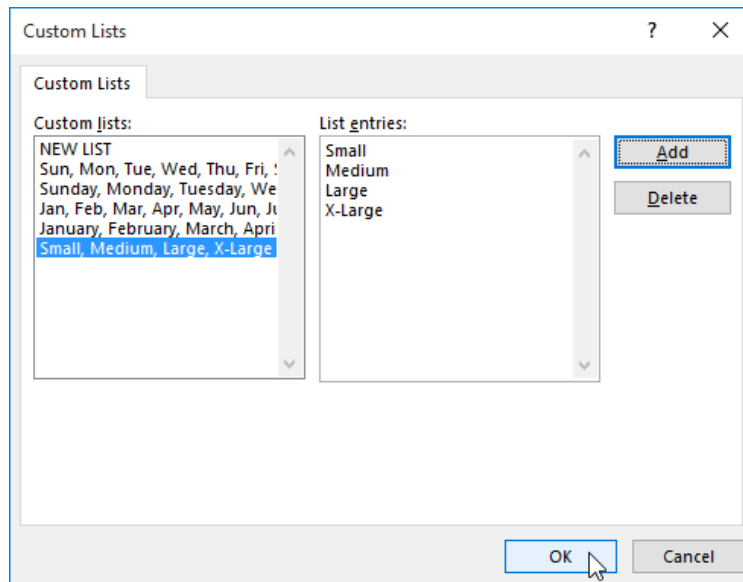 Custom Lists
?
Custom Lists
Custom lists:
NEW LIST
Sun, Mon, Tue, Wed, Thu, Fri,
Sunday, Monday, Tuesday, We
Jan, Feb, Mar, Apr, May, Jun,
January, February, March, Apri
Small, Medium, Large, X-Large
List entries:
Small
Medium
Large
X-Large
Add
Delete
OK
Cancel